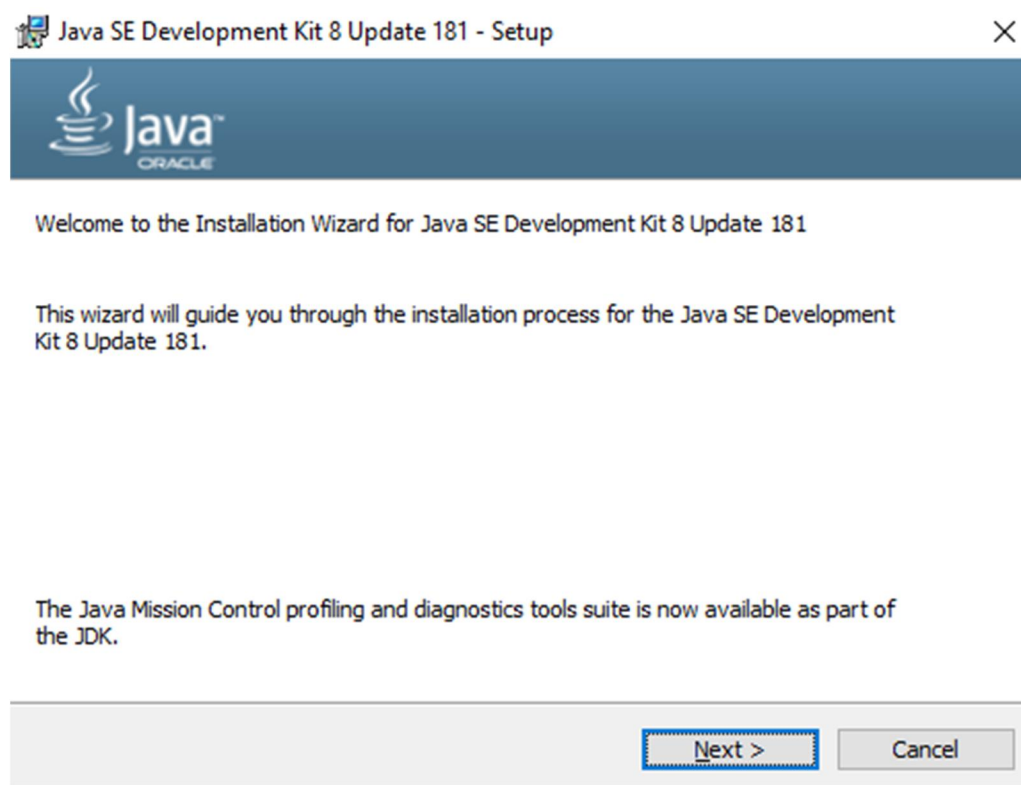 Java SE Development Kit 8 Update 181 - Setup
Java™
ORACLE
Welcome to the Installation Wizard for Java SE Development Kit 8 Update 181
This wizard will guide you through the installation process for the Java SE Development
Kit 8 Update 181.
The Java Mission Control profiling and diagnostics tools suite is now available as part of
the JDK.
Next >
Cancel